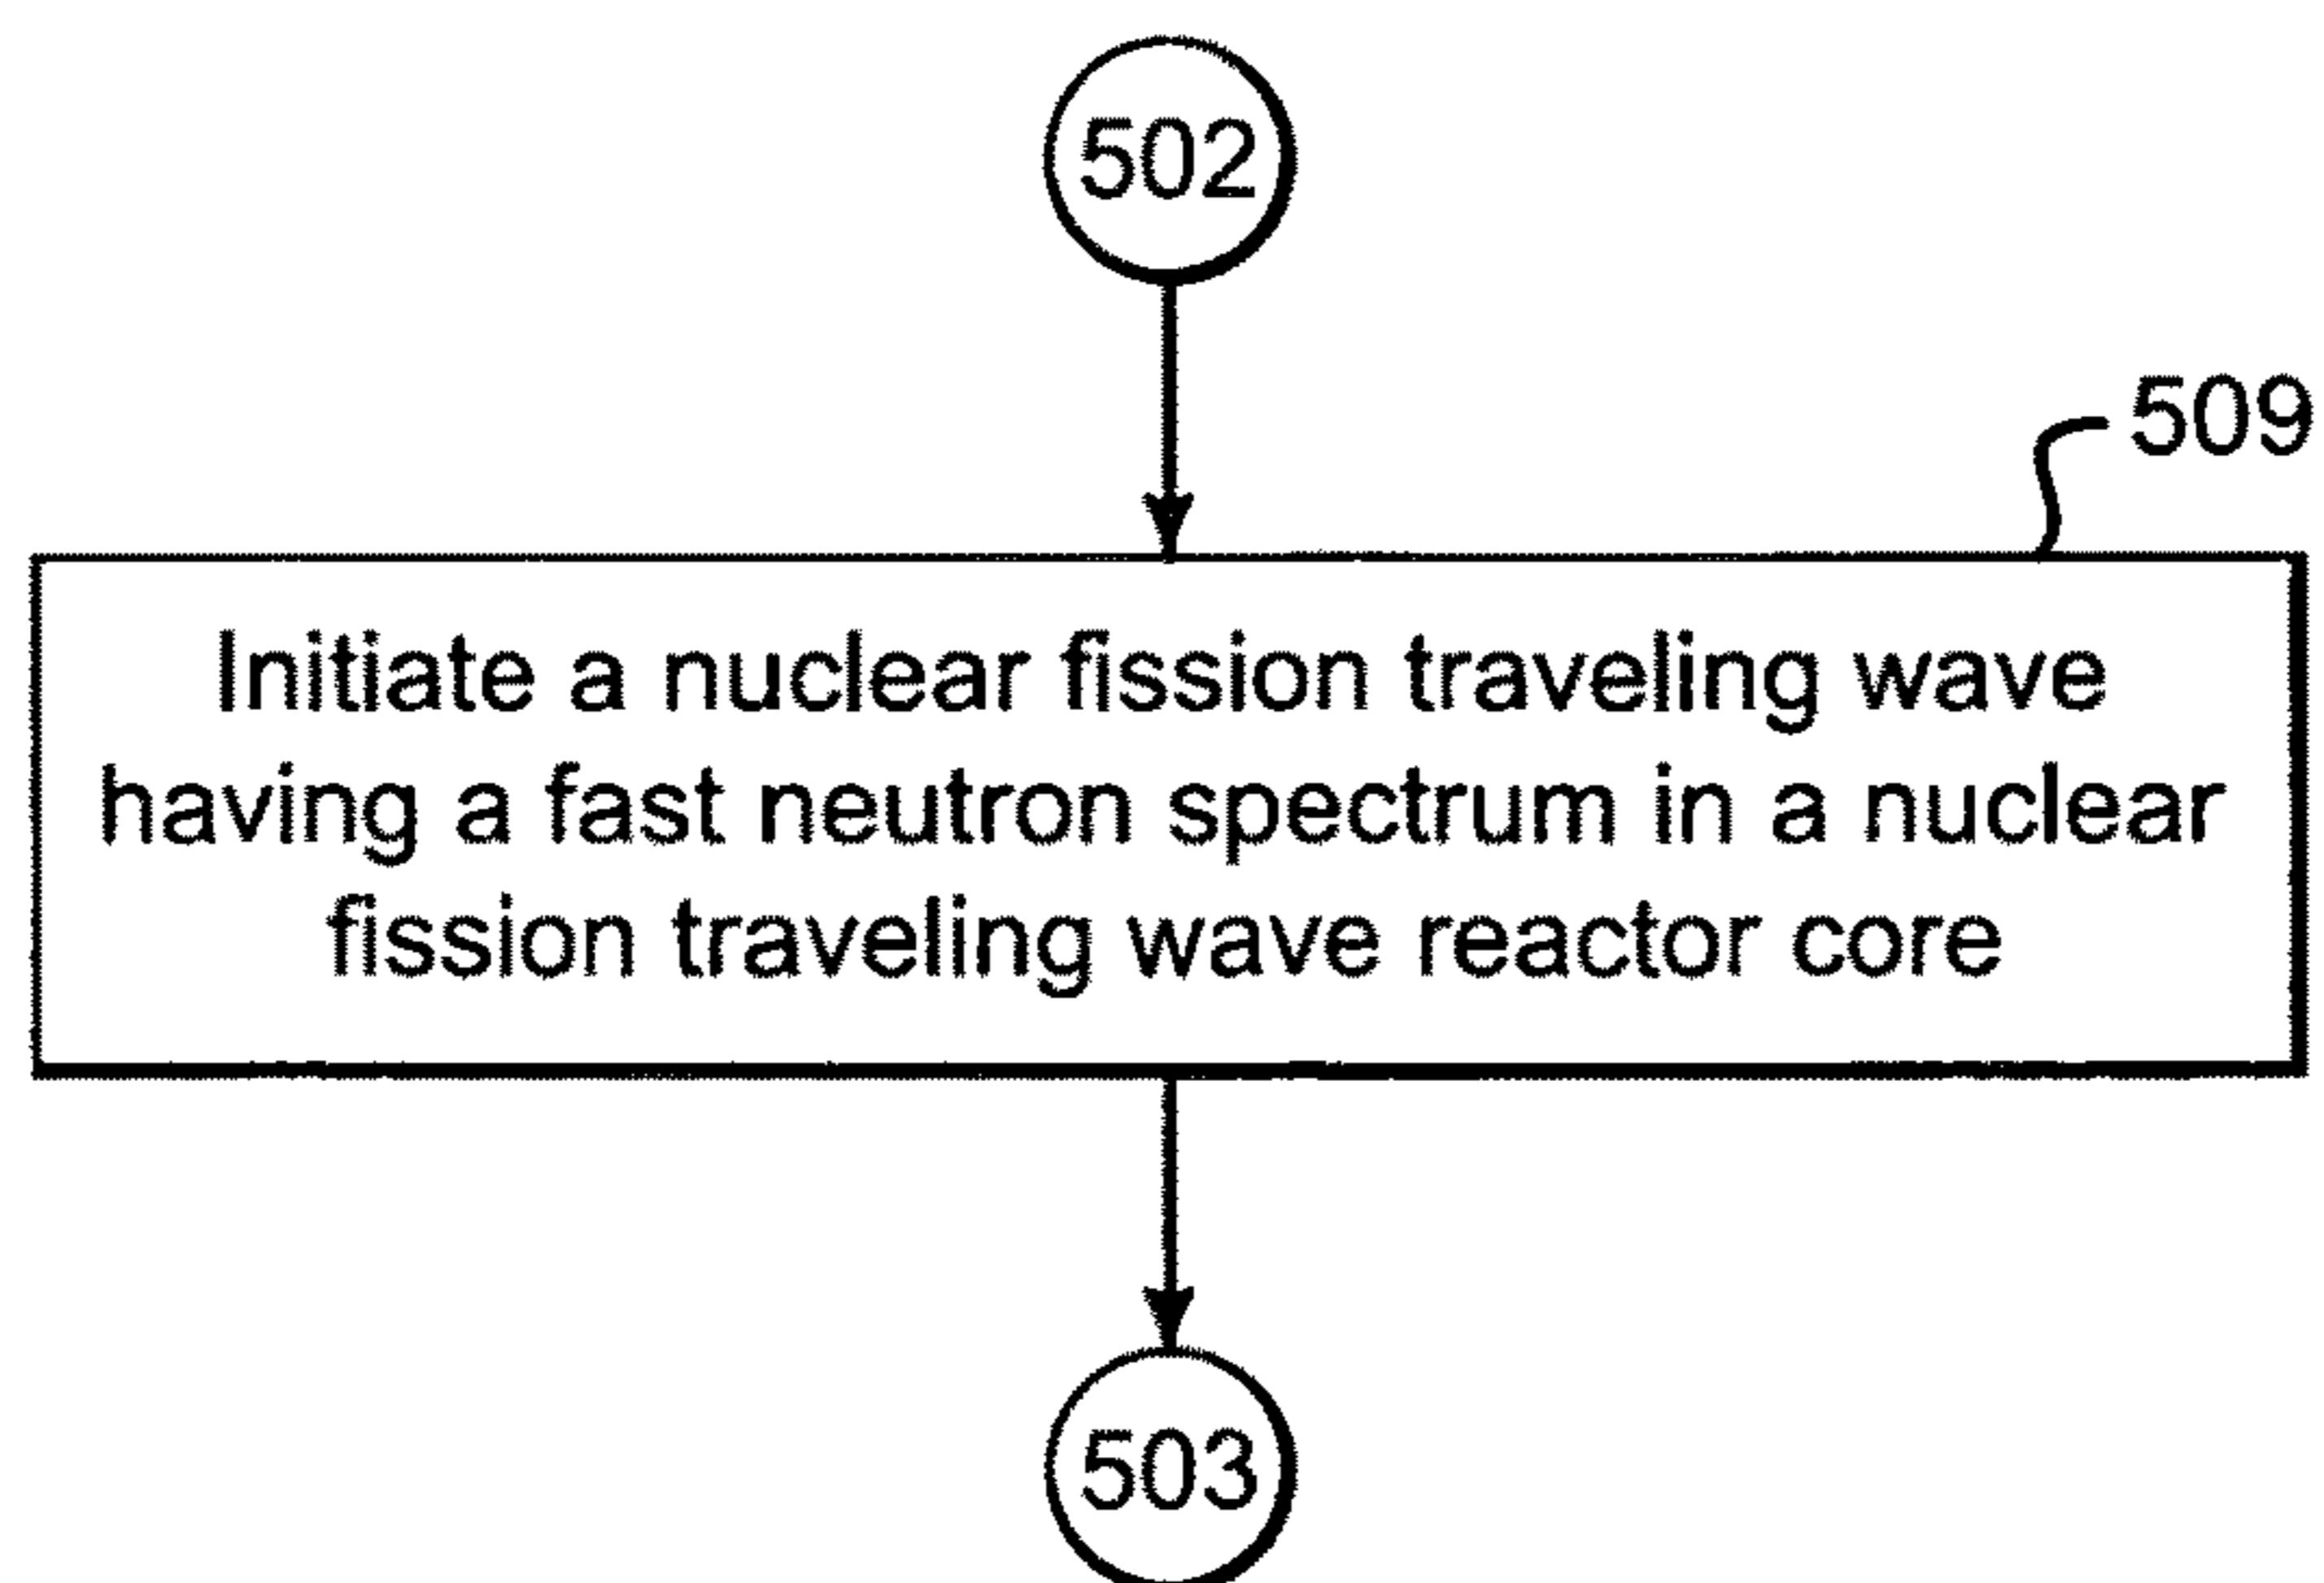 502
509
Initiate a nuclear fission traveling wave
having a fast neutron spectrum in a nuclear
fission traveling wave reactor core
503